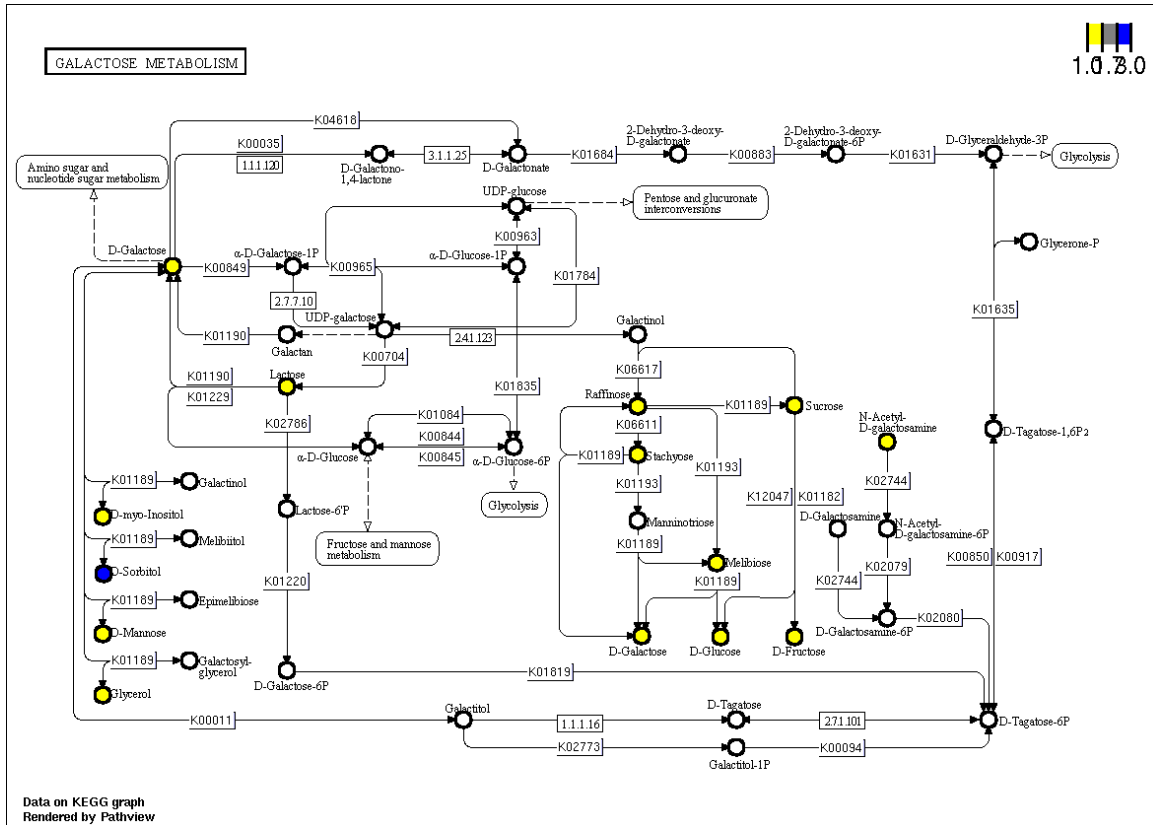 GALACTOSE METABOLISM
K04618
K00035
1.1.1.120
D-Galactono-
1,4-lactone
3.1.1.25
D-Galactonate
K01684
2-Dehydro-3-deoxy-
D-galactonate
K00883
2-Dehydro-3-deoxy-
D-galactonate-6P
K01631
D-Glyceraldehyde-3P
Glycolysis
Amino sugar and
nucleotide sugar metabolism
UDP-glucose
Pentose and glucuronate
interconversions
K00963
D-Galactose
K00849
α-D-Galactose-1P
K00965
α-D-Glucose-1P
K01784
Glycerone-P
2.7.7.10
UDP-galactose
K01190
Galactan
2.4.1.123
Galactinol
K01635
K00704
K01190
K01229
Lactose
K01835
K06617
K02786
K01084
K00844
K00845
α-D-Glucose
α-D-Glucose-6P
Raffinose
K01189
Sucrose
K06611
K01189
Stachyose
K01193
K01193
N-Acetyl-
D-galactosamine
D-Tagatose-1,6P2
K01189
Galactinol
D-myo-Inositol
Lactose-6'P
Glycolysis
Manninotriose
K12047
K01182
K02744
D-Galactosamine
N-Acetyl-
D-galactosamine-6P
K01189
Melibiitol
D-Sorbitol
Fructose and mannose
metabolism
K01189
Melibiose
K01189
K00850
K00917
K02744
K02079
K01220
K01189
Epimelibiose
D-Mannose
D-Galactose
D-Glucose
D-Fructose
D-Galactosamine-6P
K02080
K01189
Galactosyl-
glycerol
Glycerol
D-Galactose-6P
K01819
K00011
Galactitol
1.1.1.16
D-Tagatose
2.7.1.101
D-Tagatose-6P
K02773
Galactitol-1P
K00094
Data on KEGG graph
Rendered by Pathview